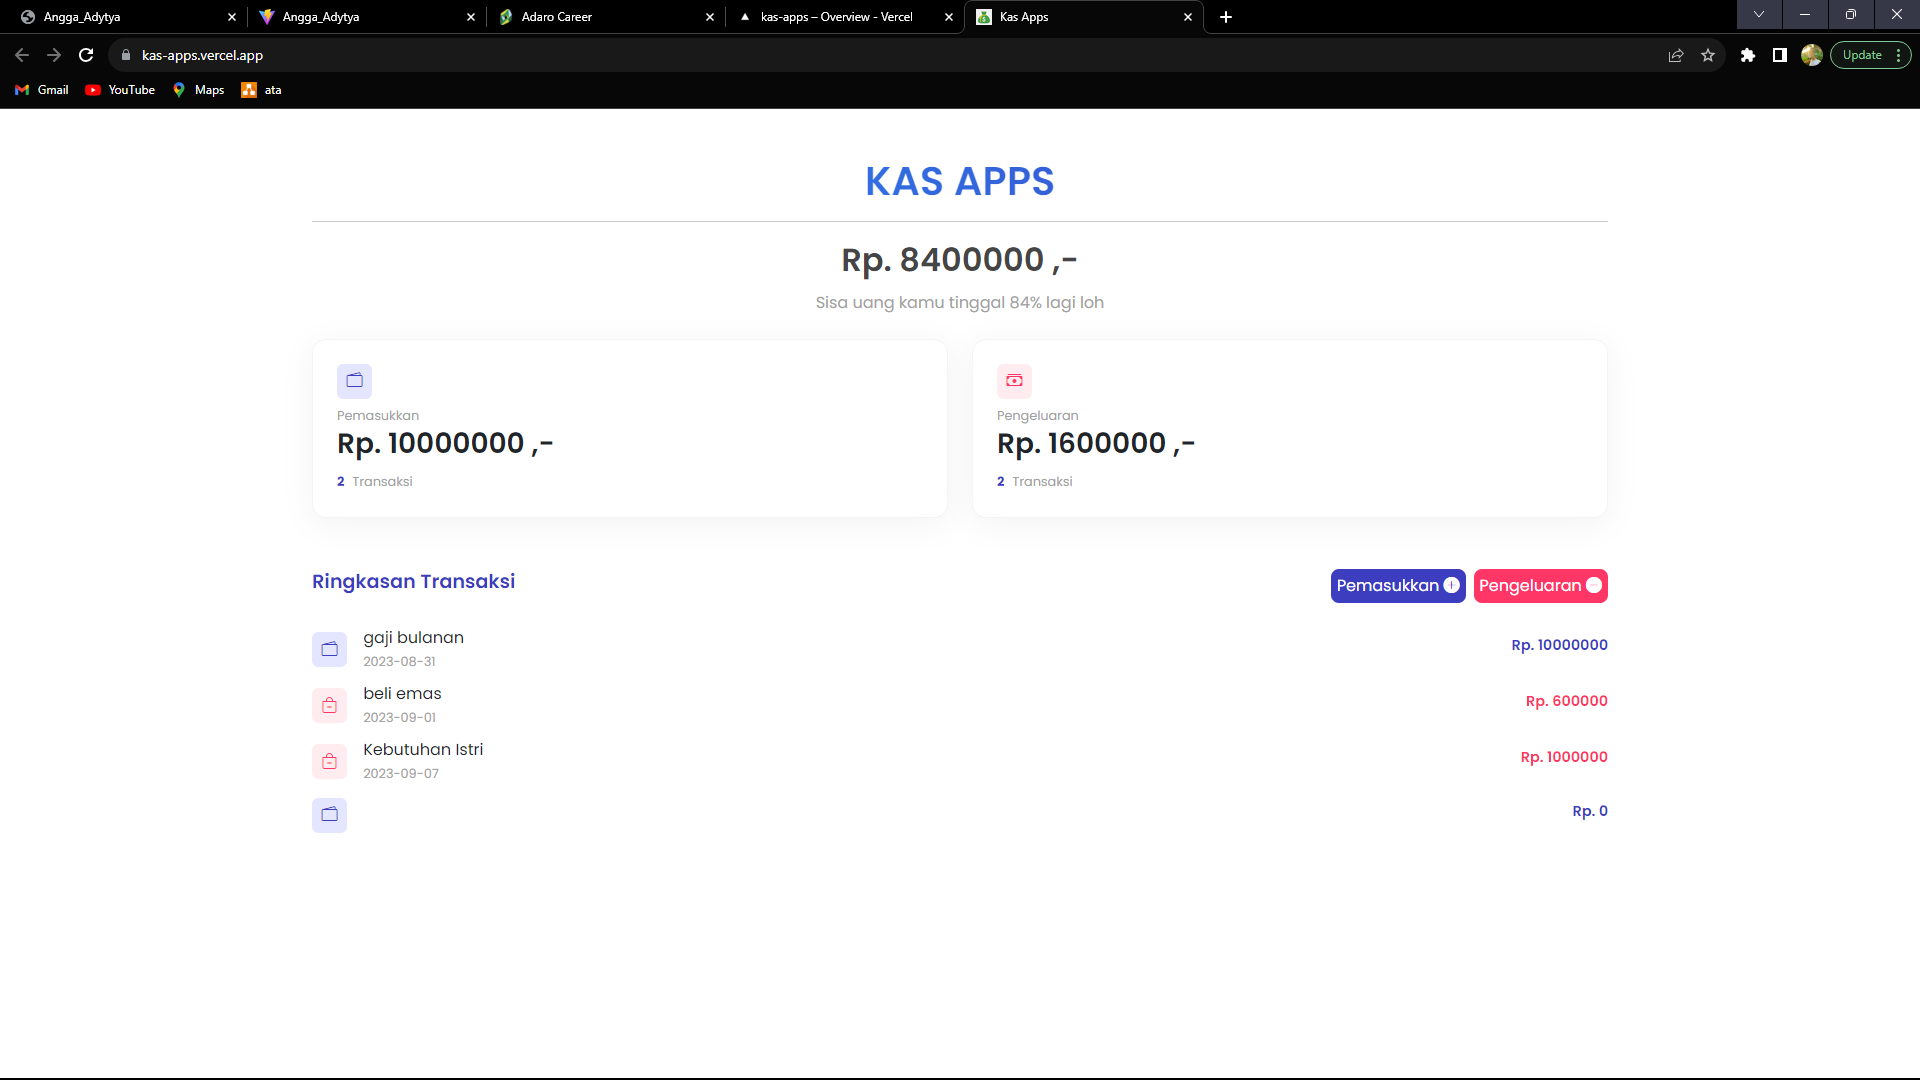 Angga_Adytya
Angga_Adytya
Adaro Career
kas-apps – Overview - Vercel
Kas Apps
kas-apps.vercel.app
Update
Gmail
YouTube
Maps
ata
KAS APPS
Rp. 8400000 ,-
Sisa uang kamu tinggal 84% lagi loh
Pemasukkan
Rp. 10000000 ,-
2 Transaksi
Pengeluaran
Rp. 1600000 ,-
2 Transaksi
Ringkasan Transaksi
Pemasukkan
Pengeluaran
gaji bulanan
2023-08-31
Rp. 10000000
beli emas
2023-09-01
Rp. 600000
Kebutuhan Istri
2023-09-07
Rp. 1000000
Rp. 0